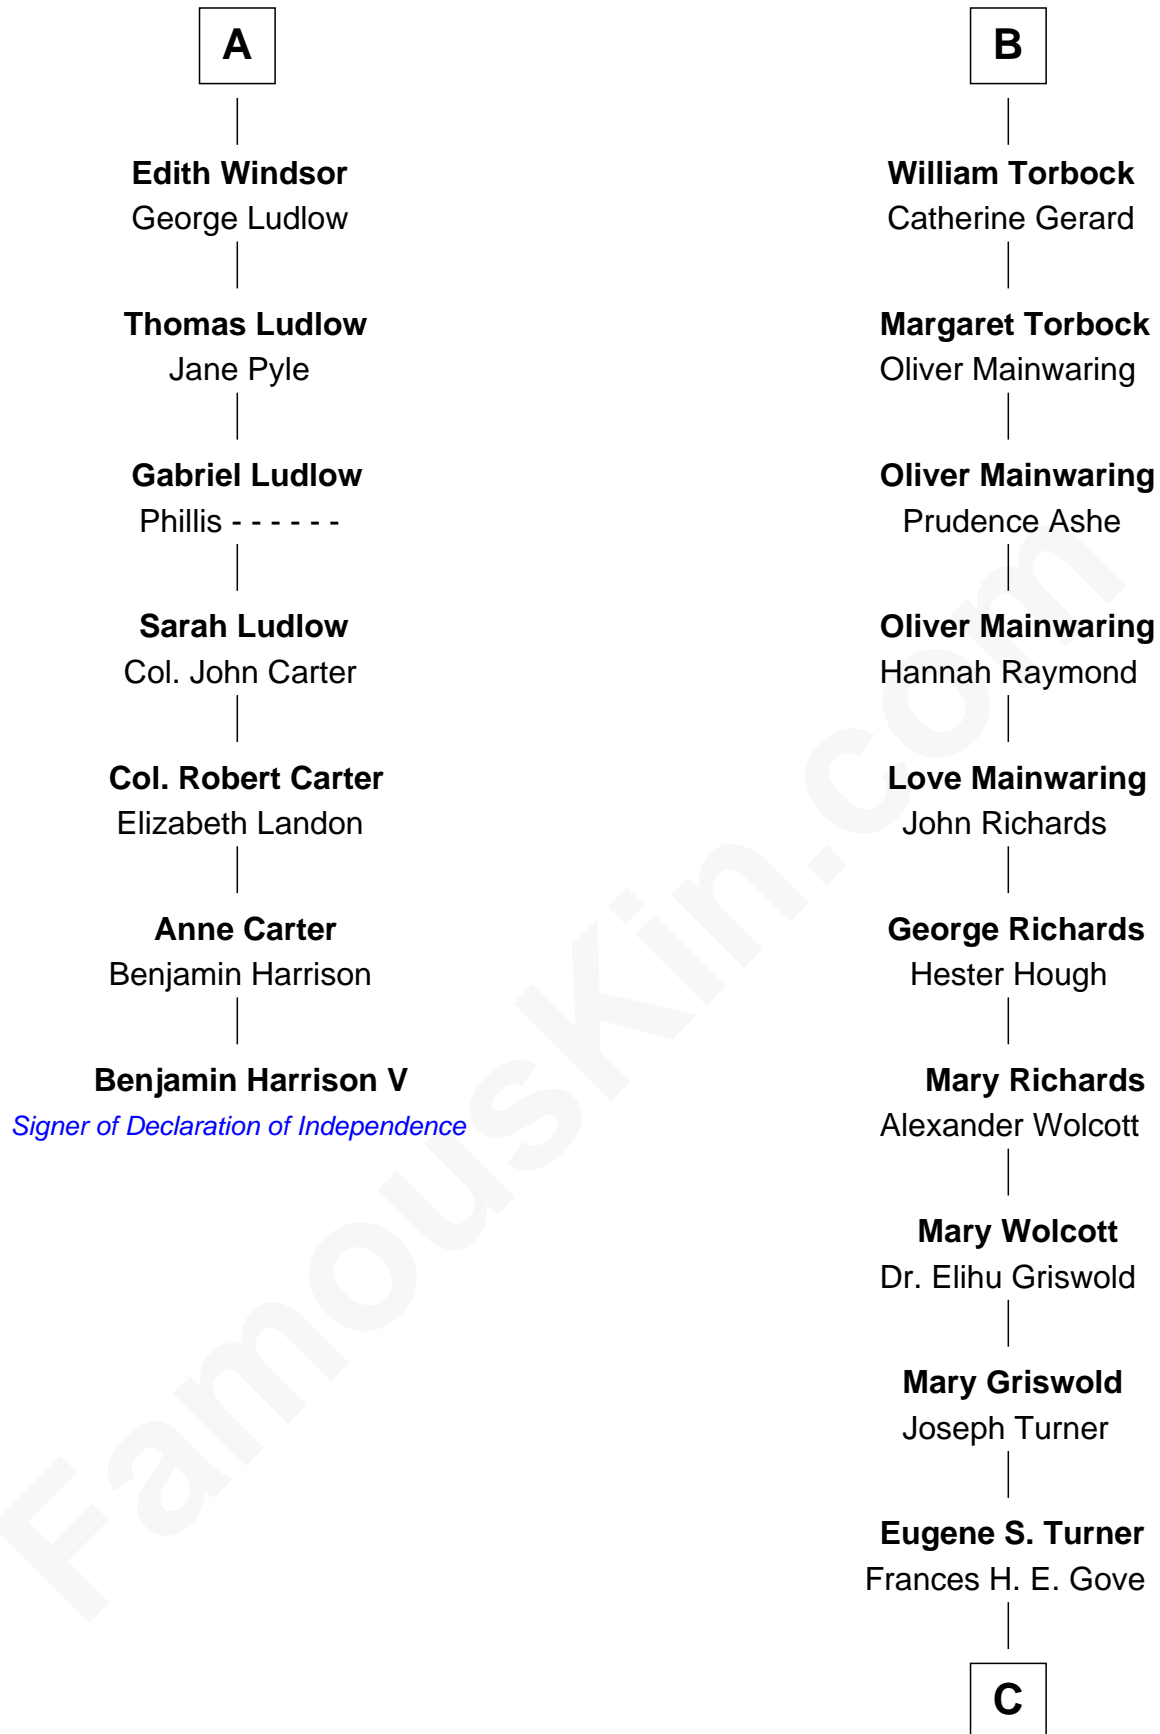 A
Edith Windsor
George Ludlow
Thomas Ludlow
Jane Pyle
Gabriel Ludlow
Phillis - - - - - -
Sarah Ludlow
Col. John Carter
Col. Robert Carter
Elizabeth Landon
Anne Carter
Benjamin Harrison
Benjamin Harrison V
Signer of Declaration of Independence
B
William Torbock
Catherine Gerard
Margaret Torbock
Oliver Mainwaring
Oliver Mainwaring
Prudence Ashe
Oliver Mainwaring
Hannah Raymond
Love Mainwaring
John Richards
George Richards
Hester Hough
Mary Richards
Alexander Wolcott
Mary Wolcott
Dr. Elihu Griswold
Mary Griswold
Joseph Turner
Eugene S. Turner
Frances H. E. Gove
C
FamousKin.com